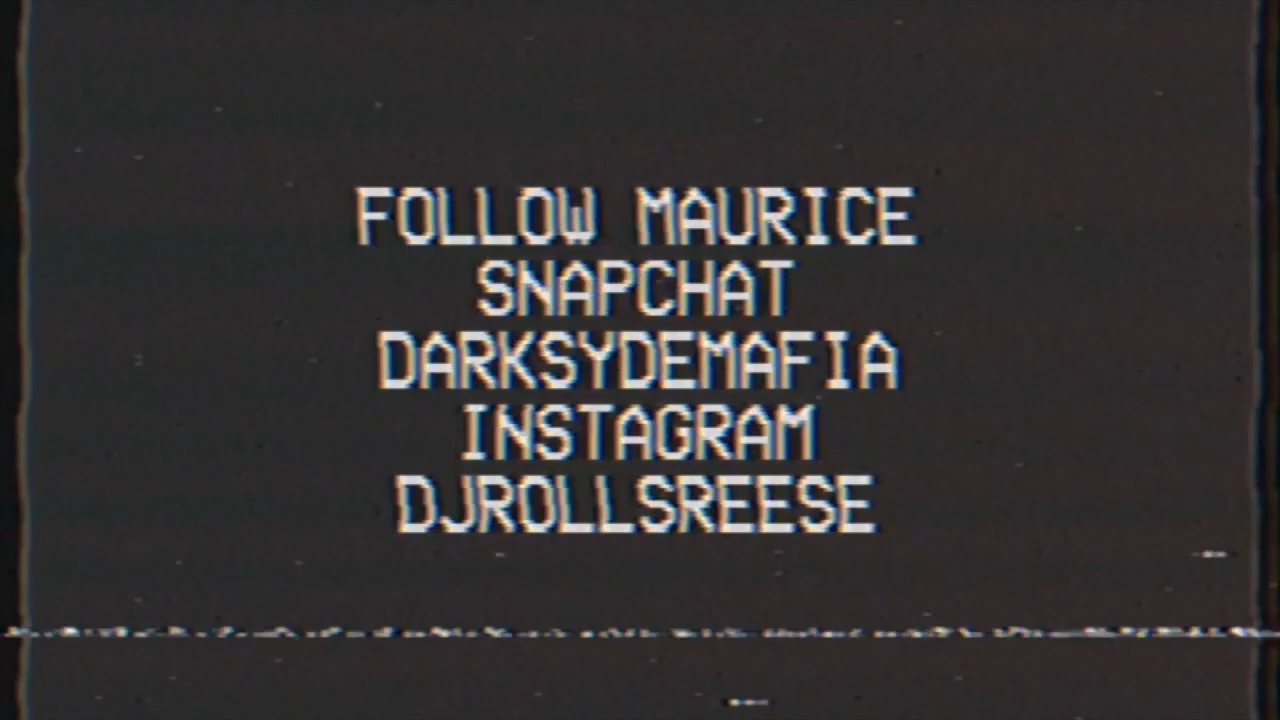 FOLLOW MAURICE
SNAPCHAT
DARKSYDEMAFIA
INSTAGRAM
DJROLLSREESE